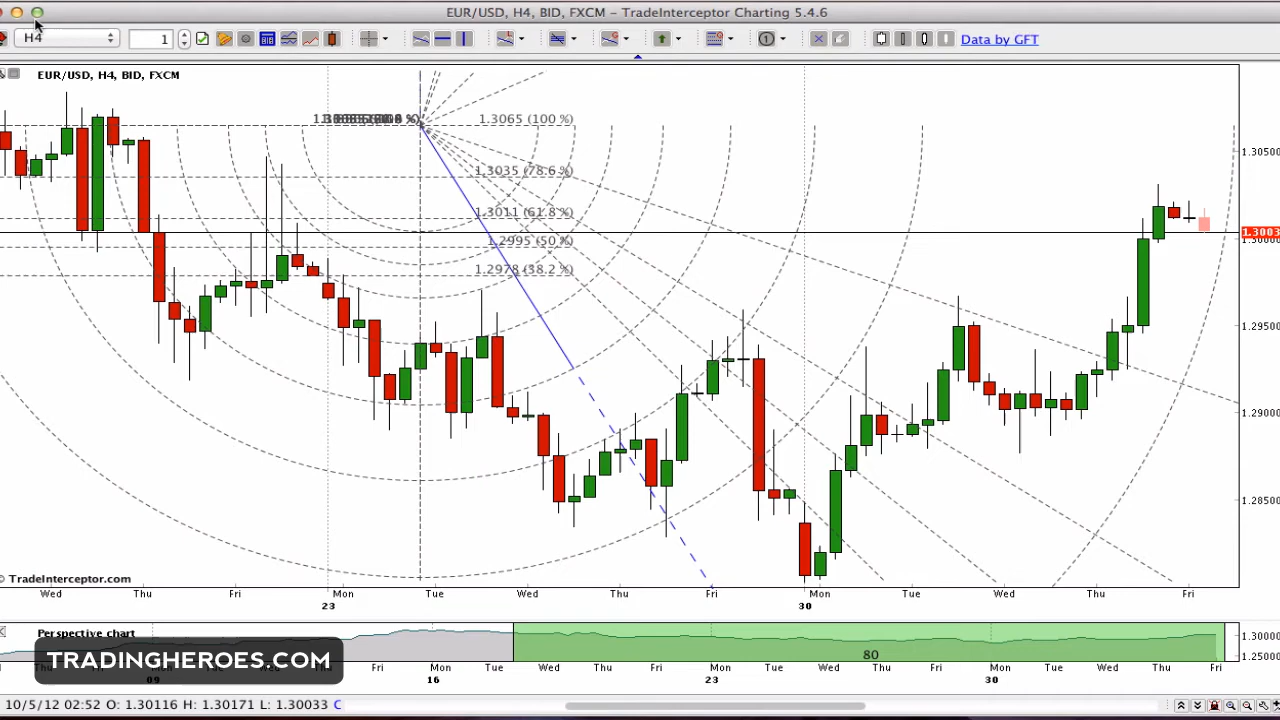 EUR/USD, H4, BID, FXCM − TradeInterceptor Charting 5.4.6
H4 1 1 Data by GFT
EUR/USD, H4, BID, FXCM
1.3065 (100 %)
1.30500
1.3035 (78.6 %)
1.3011 (61.8 %)
1.3003
1.2995 (50 %)
1.30000
1.2978 (38.2 %)
1.29500
1.29000
1.28500
© TradeInterceptor.com
Wed Thu Fri Mon Tue Wed Thu Fri Mon Tue Wed Thu Fri
23 30
Perspective chart
1.30000
80
1.25000
TRADINGHEROES.COM
Fri Mon Tue Wed Thu Fri Mon Tue Wed Thu Fri Mon Tue Wed Thu Fri
09 16 23 30
10/5/12 02:52 O: 1.30116 H: 1.30171 L: 1.30033 C